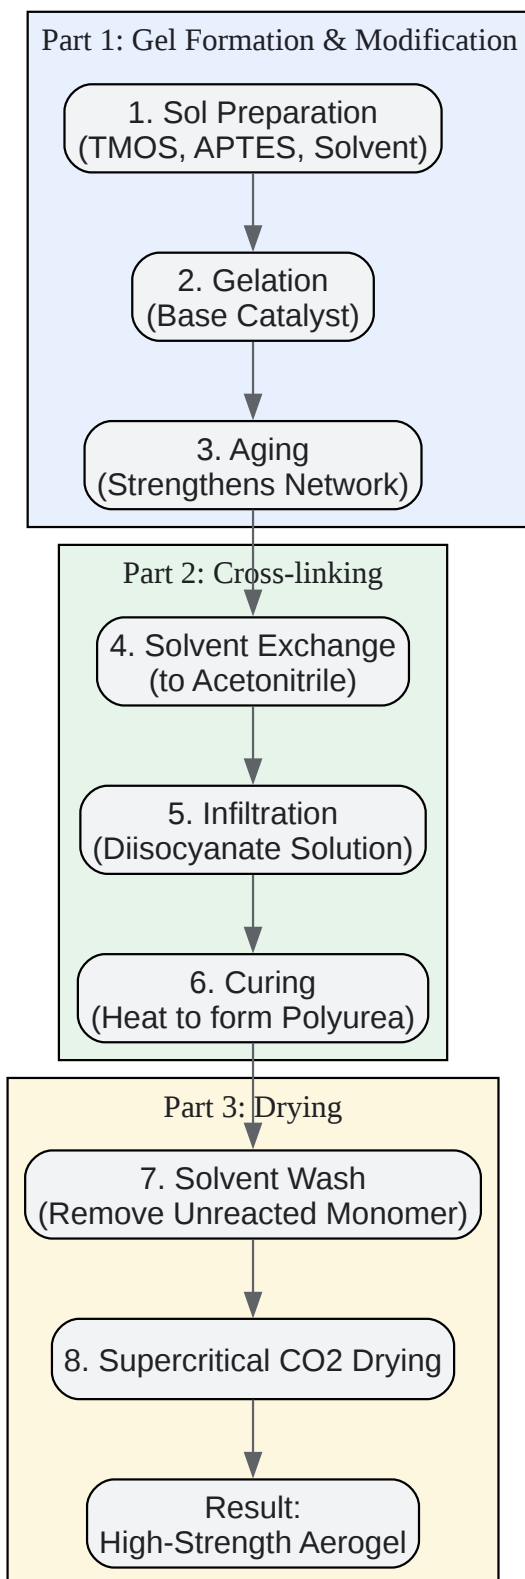 Part 1: Gel Formation & Modification
1. Sol Preparation
(TMOS, APTES, Solvent)
2. Gelation
(Base Catalyst)
3. Aging
(Strengthens Network)
Part 2: Cross-linking
4. Solvent Exchange
(to Acetonitrile)
5. Infiltration
(Diisocyanate Solution)
6. Curing
(Heat to form Polyurea)
Part 3: Drying
7. Solvent Wash
(Remove Unreacted Monomer)
8. Supercritical CO2 Drying
Result:
High-Strength Aerogel